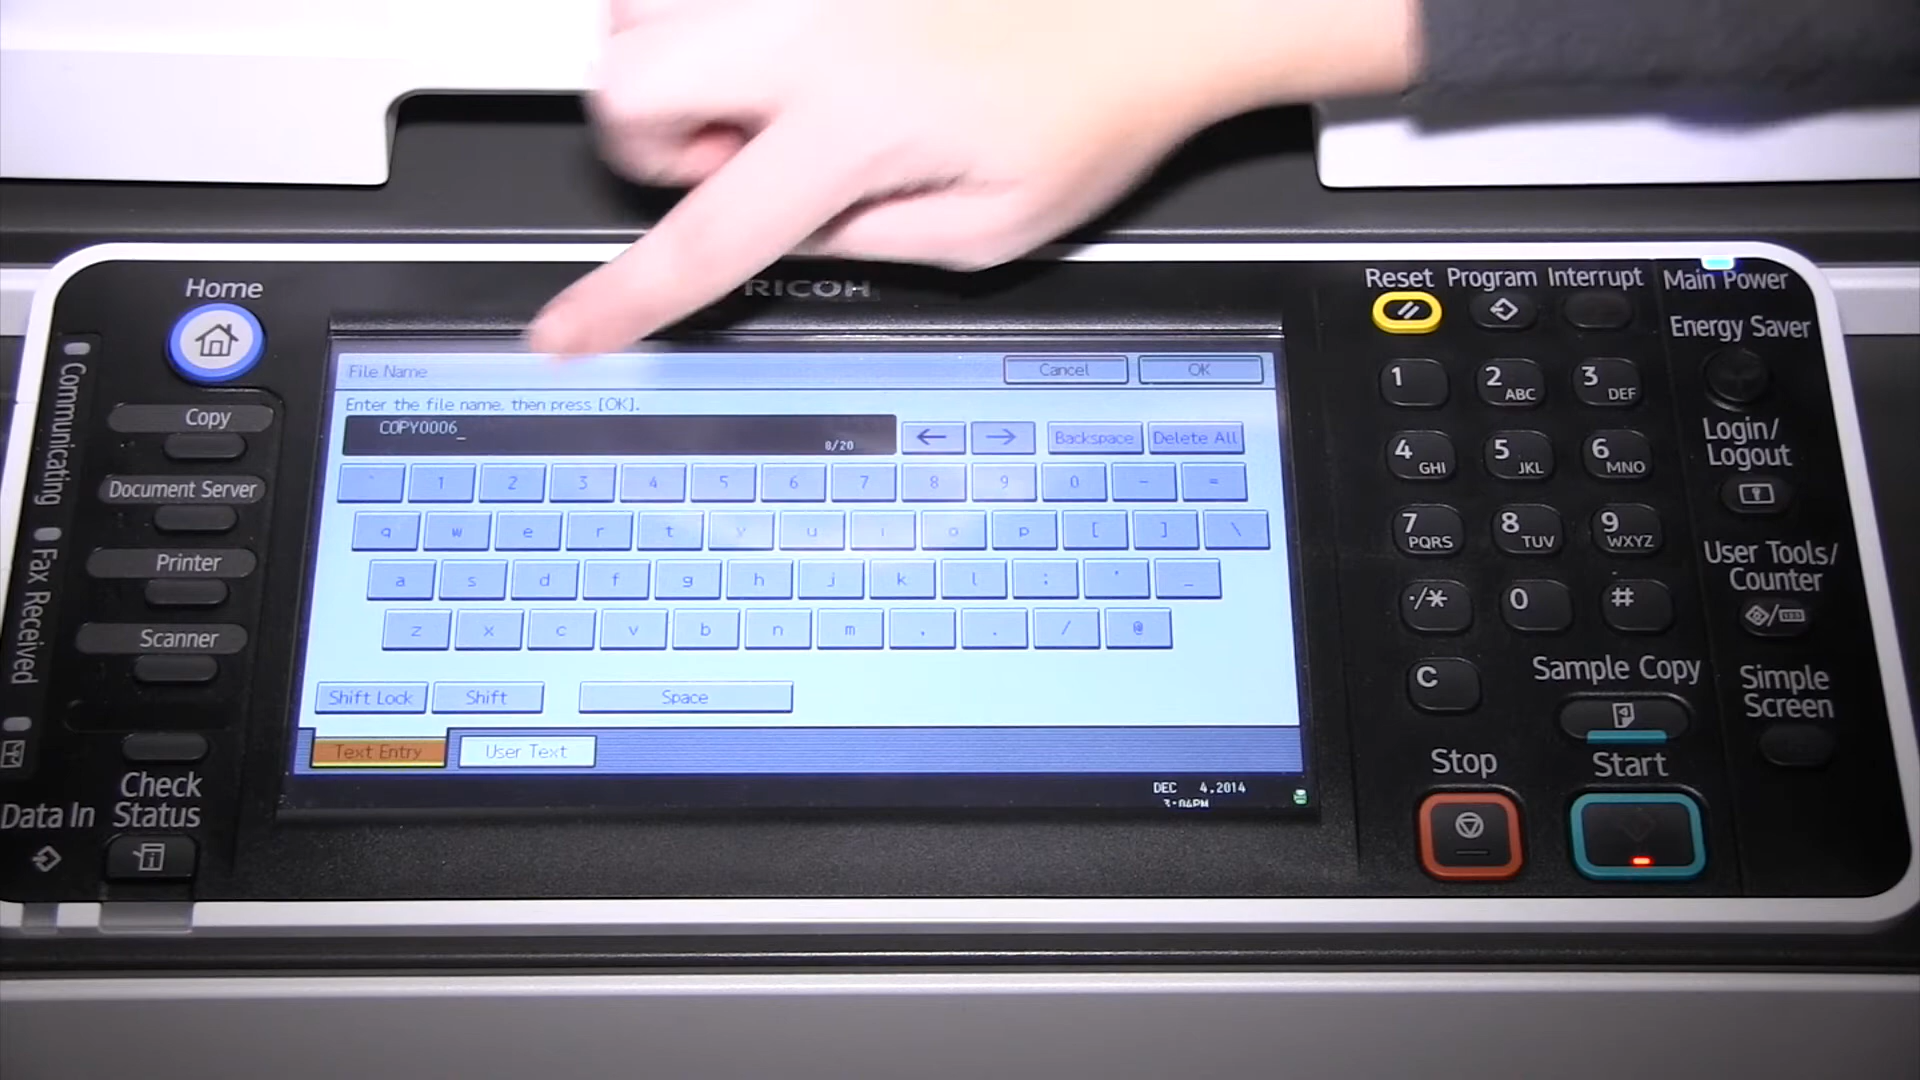 RICOH
Home
Copy
Document Server
Printer
Scanner
Check
Status
Communicating
Fax Received
Data In
File Name
Cancel
OK
Enter the file name, then press [OK].
COPY0006_
8/20
← → Backspace Delete All
` 1 2 3 4 5 6 7 8 9 0 - =
q w e r t y u i o p [ ] \
a s d f g h j k l ; ' _
z x c v b n m , . / @
Shift Lock Shift Space
Text Entry User Text
DEC 4.2014
3:04PM
Reset Program Interrupt
Main Power
Energy Saver
1 2 ABC 3 DEF
4 GHI 5 JKL 6 MNO
7 PQRS 8 TUV 9 WXYZ
·/* 0 #
C
Login/
Logout
User Tools/
Counter
Simple
Screen
Sample Copy
Stop
Start